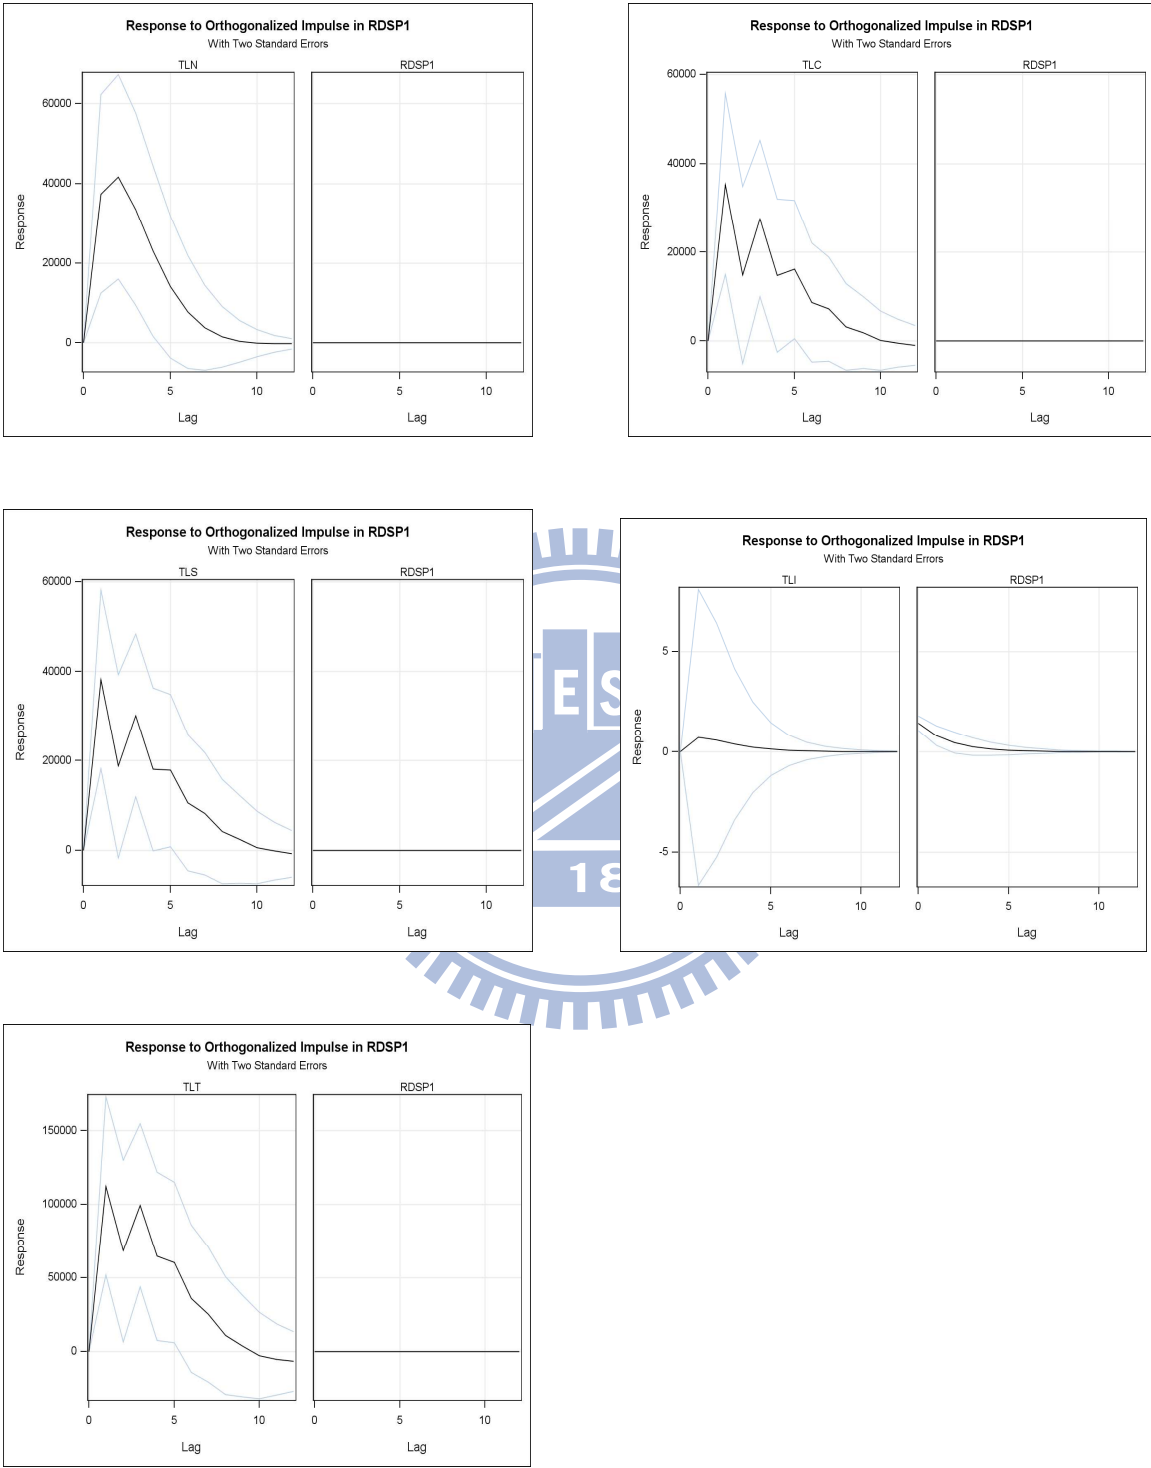 Response to Orthogonalized Impulse in RDSP1
With Two Standard Errors
TLN RDSP1
60000
40000
20000
0
Response
0 5 10 0 5 10
Lag Lag
Response to Orthogonalized Impulse in RDSP1
With Two Standard Errors
TLC RDSP1
60000
40000
20000
0
Response
0 5 10 0 5 10
Lag Lag
Response to Orthogonalized Impulse in RDSP1
With Two Standard Errors
TLS RDSP1
60000
40000
20000
0
Response
0 5 10 0 5 10
Lag Lag
Response to Orthogonalized Impulse in RDSP1
With Two Standard Errors
TLI RDSP1
5
0
-5
Response
0 5 10 0 5 10
Lag Lag
ES
18
Response to Orthogonalized Impulse in RDSP1
With Two Standard Errors
TLT RDSP1
150000
100000
50000
0
Response
0 5 10 0 5 10
Lag Lag